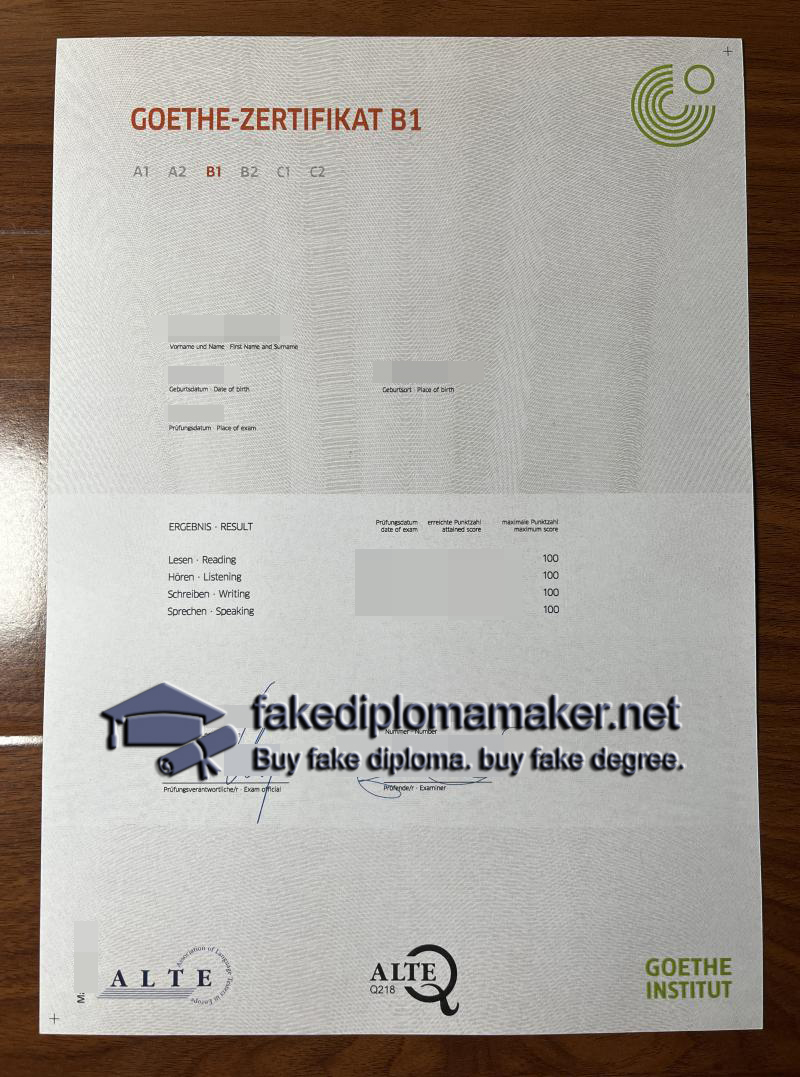 GOETHE-ZERTIFIKAT B1
A1 A2 B1 B2 C1 C2
Vorname und Name · First Name and Surname
Geburtsdatum · Date of birth Geburtsort · Place of birth
Prüfungsdatum · Place of exam
ERGEBNIS · RESULT
Prüfungsdatum erreichte Punktzahl maximale Punktzahl
date of exam attained score maximum score
Lesen · Reading 100
Hören · Listening 100
Schreiben · Writing 100
Sprechen · Speaking 100
fakediplomamaker.net
Nummer · Number
Buy fake diploma. buy fake degree.
Prüfungsverantwortliche/r · Exam official Prüfende/r · Examiner
Association of Language Testers in Europe
ALTE
ALTE
Q218
GOETHE
INSTITUT
M: